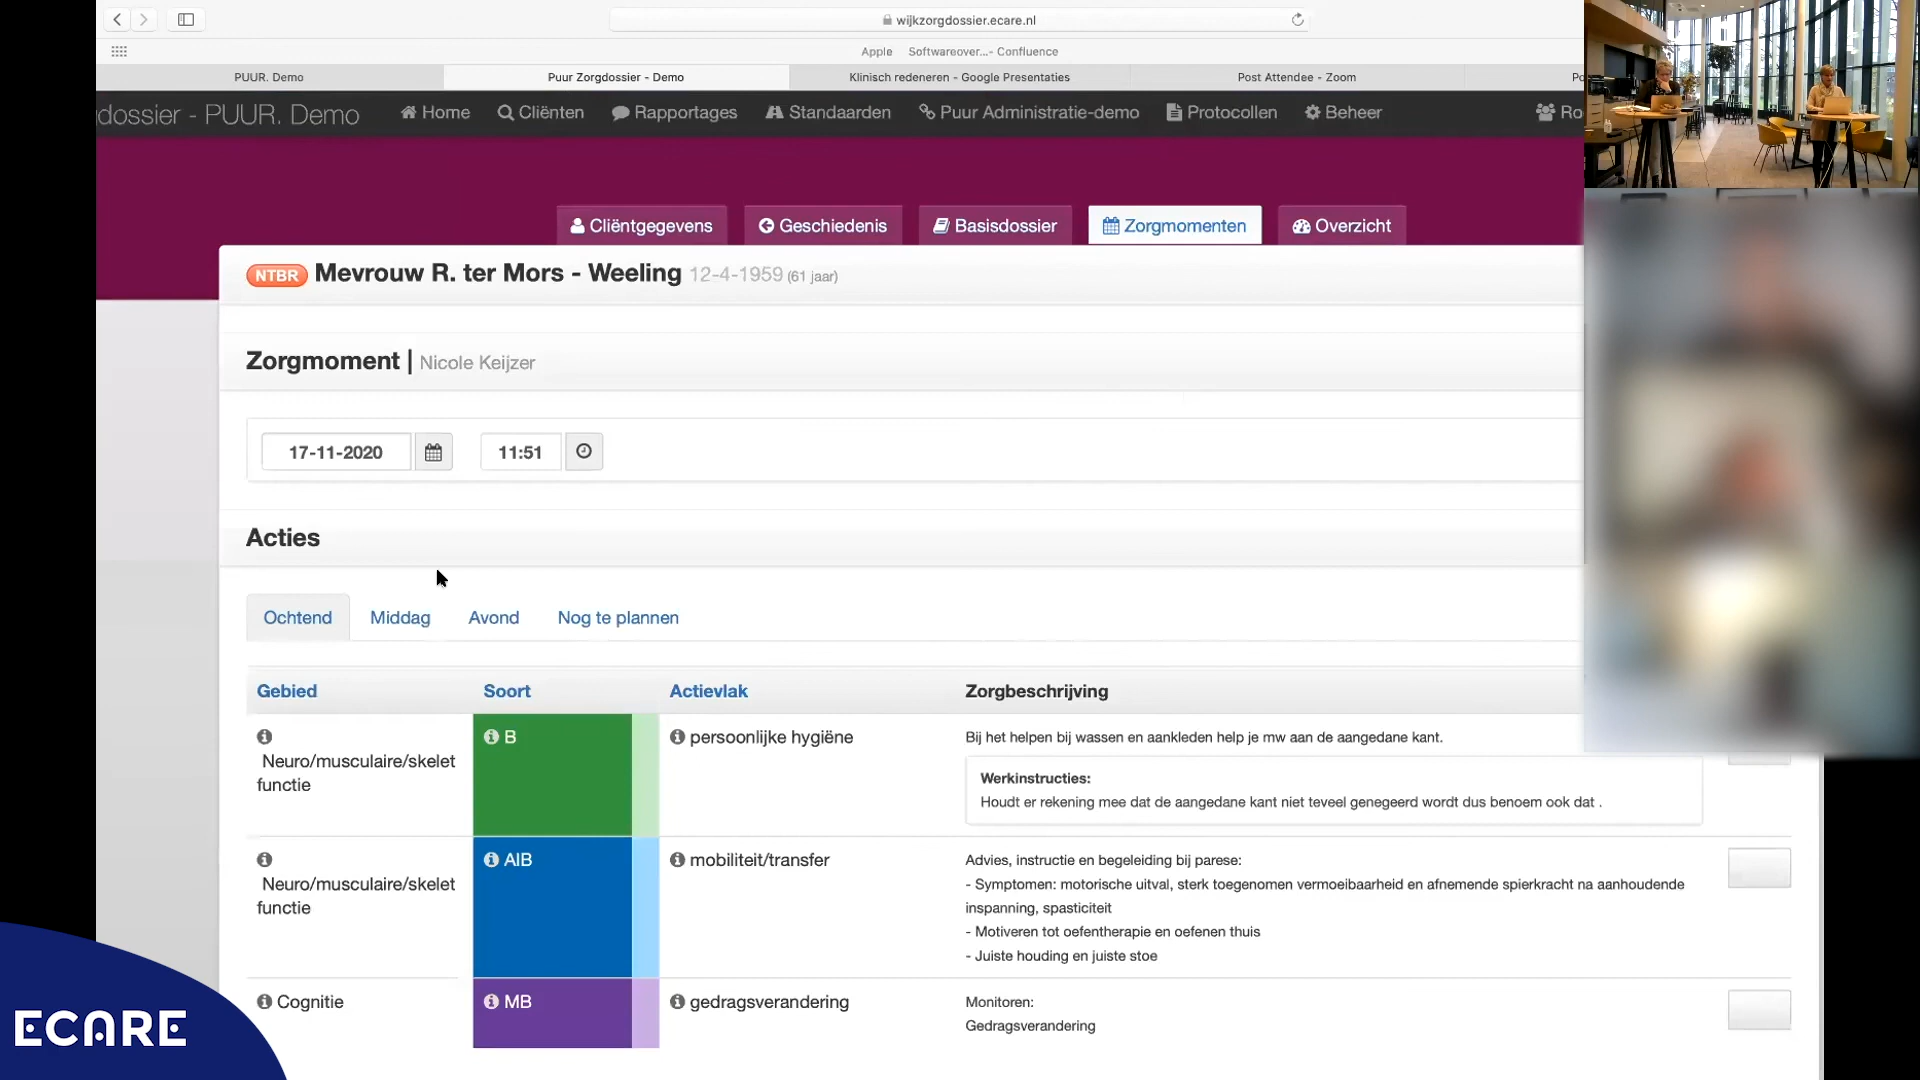 wijkzorgdossier.ecare.nl
Apple Softwareover...- Confluence
PUUR. Demo
Puur Zorgdossier - Demo
Klinisch redeneren - Google Presentaties
Post Attendee - Zoom
Po
dossier - PUUR. Demo
Home
Cliënten
Rapportages
Standaarden
Puur Administratie-demo
Protocollen
Beheer
Ro
Cliëntgegevens
Geschiedenis
Basisdossier
Zorgmomenten
Overzicht
NTBR Mevrouw R. ter Mors - Weeling 12-4-1959 (61 jaar)
Zorgmoment | Nicole Keijzer
17-11-2020
11:51
Acties
Ochtend
Middag
Avond
Nog te plannen
Gebied
Soort
Actievlak
Zorgbeschrijving
Neuro/musculaire/skelet
functie
B
persoonlijke hygiëne
Bij het helpen bij wassen en aankleden help je mw aan de aangedane kant.
Werkinstructies:
Houdt er rekening mee dat de aangedane kant niet teveel genegeerd wordt dus benoem ook dat .
Neuro/musculaire/skelet
functie
AIB
mobiliteit/transfer
Advies, instructie en begeleiding bij parese:
- Symptomen: motorische uitval, sterk toegenomen vermoeibaarheid en afnemende spierkracht na aanhoudende
inspanning, spasticiteit
- Motiveren tot oefentherapie en oefenen thuis
- Juiste houding en juiste stoe
Cognitie
MB
gedragsverandering
Monitoren:
Gedragsverandering
ECARE